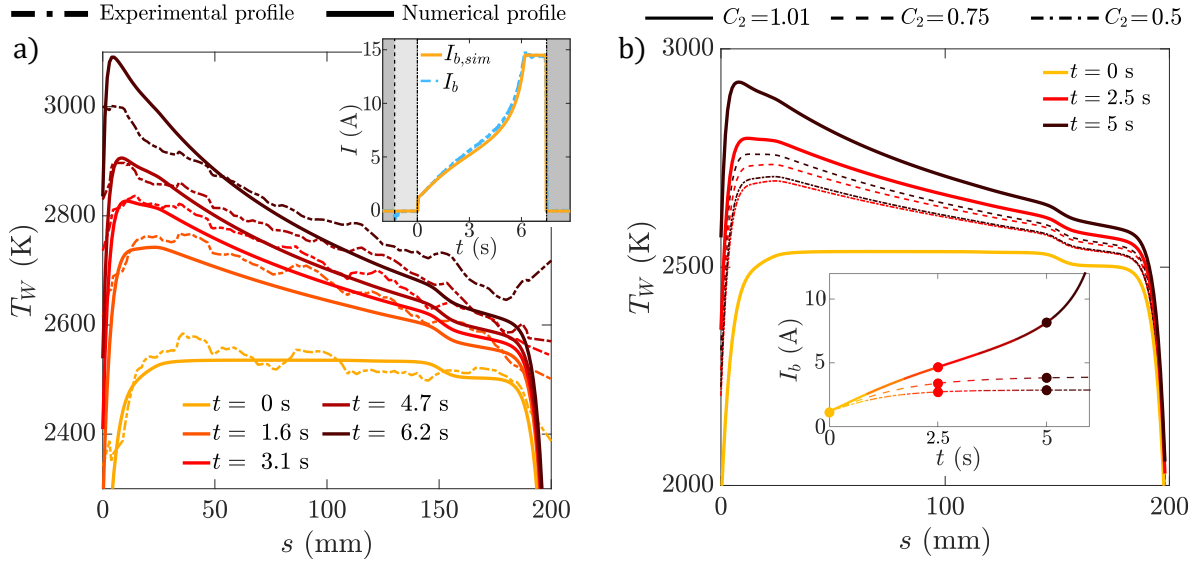 Experimental profile Numerical profile
a)
T_W (K)
3000
2800
2600
2400
0 50 100 150 200
s (mm)
t = 0 s
t = 1.6 s
t = 3.1 s
t = 4.7 s
t = 6.2 s
I (A)
15
10
5
0
0 3 6
t (s)
I_{b,sim}
I_b
C_2=1.01 C_2=0.75 C_2=0.5
b)
T_W (K)
3000
2500
2000
0 100 200
s (mm)
t = 0 s
t = 2.5 s
t = 5 s
I_b (A)
10
5
0
0 2.5 5
t (s)